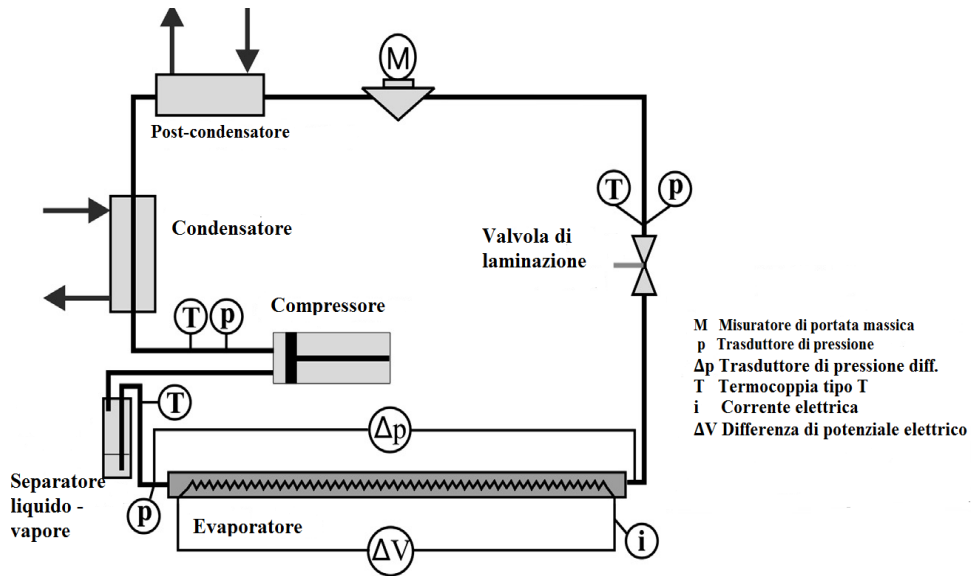 M
Post-condensatore
T
p
Condensatore
Valvola di
laminazione
Compressore
T
p
M Misuratore di portata massica
p Trasduttore di pressione
Δp Trasduttore di pressione diff.
T Termocoppia tipo T
i Corrente elettrica
ΔV Differenza di potenziale elettrico
T
Δp
Separatore
liquido -
vapore
p
Evaporatore
ΔV
i